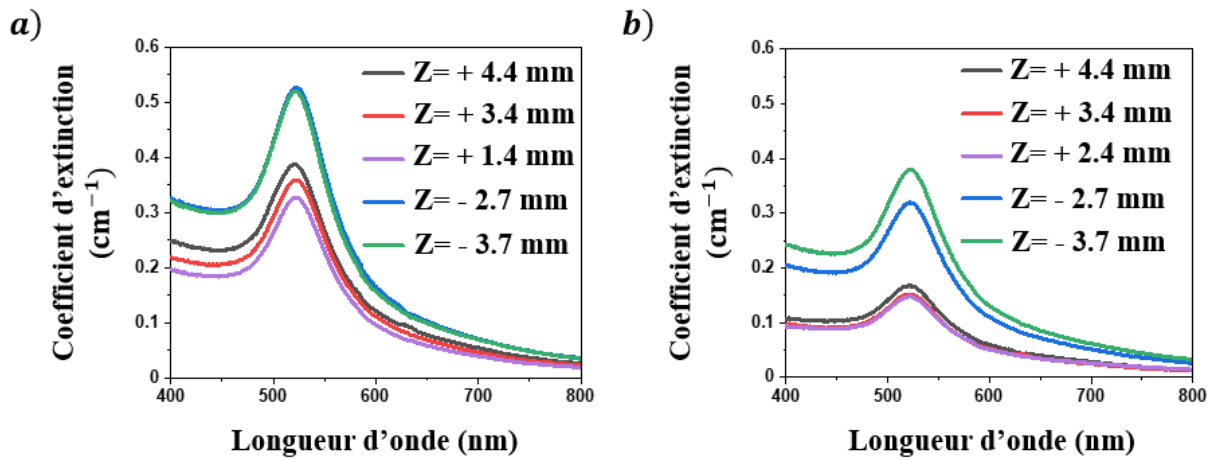 a)
Coefficient d'extinction
(cm⁻¹)
0.6
0.5
0.4
0.3
0.2
0.1
0
Z= + 4.4 mm
Z= + 3.4 mm
Z= + 1.4 mm
Z= - 2.7 mm
Z= - 3.7 mm
400 500 600 700 800
Longueur d'onde (nm)
b)
Coefficient d'extinction
(cm⁻¹)
0.6
0.5
0.4
0.3
0.2
0.1
0
Z= + 4.4 mm
Z= + 3.4 mm
Z= + 2.4 mm
Z= - 2.7 mm
Z= - 3.7 mm
400 500 600 700 800
Longueur d'onde (nm)